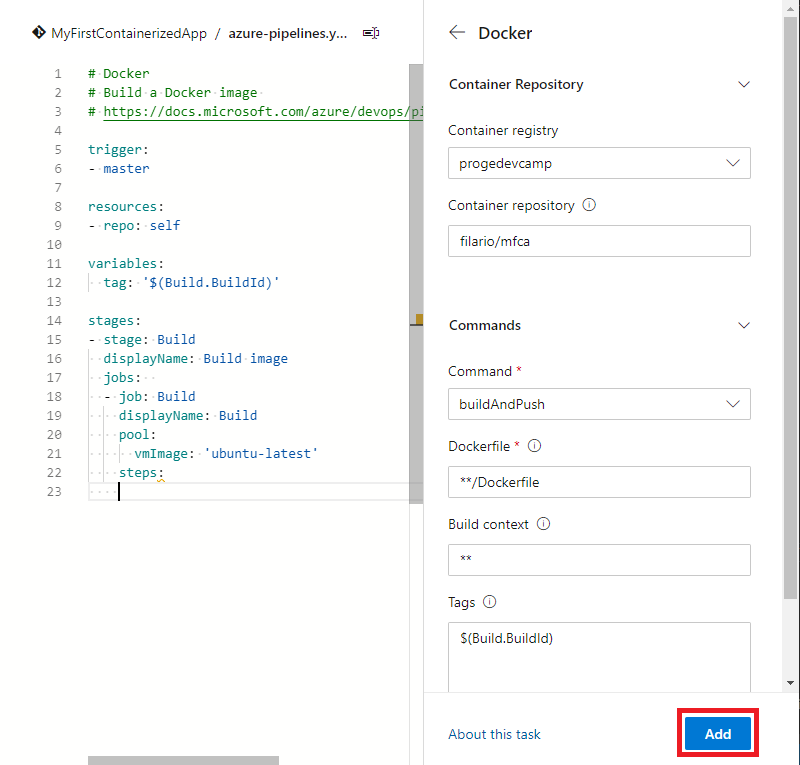 MyFirstContainerizedApp / azure-pipelines.y...
1 # Docker
2 # Build a Docker image
3 # https://docs.microsoft.com/azure/devops/pi
4
5 trigger:
6 - master
7
8 resources:
9 - repo: self
10
11 variables:
12   tag: '$(Build.BuildId)'
13
14 stages:
15 - stage: Build
16   displayName: Build image
17   jobs:
18   - job: Build
19     displayName: Build
20     pool:
21       vmImage: 'ubuntu-latest'
22     steps:
23
Docker
Container Repository
Container registry
progedevcamp
Container repository
filario/mfca
Commands
Command *
buildAndPush
Dockerfile *
**/Dockerfile
Build context
**
Tags
$(Build.BuildId)
About this task
Add